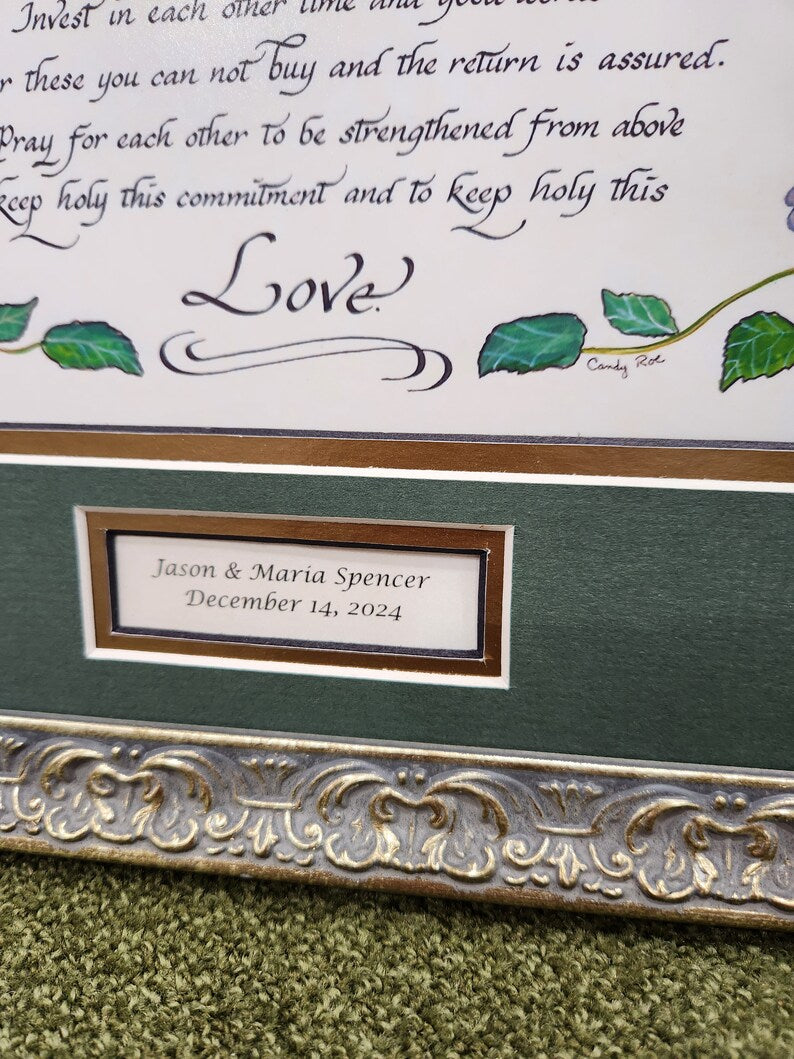 Invest in each other time and good words
r these you can not buy and the return is assured.
Pray for each other to be strengthened from above
keep holy this commitment and to keep holy this
Love.
Candy Roe
Jason & Maria Spencer
December 14, 2024